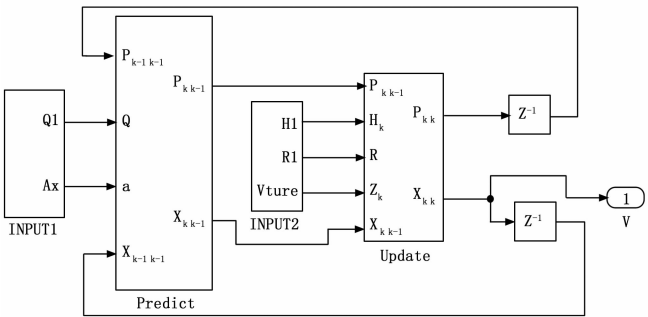 P k-1 k-1
P k k-1
Q1
Q
Ax
a
X k k-1
X k-1 k-1
INPUT1
Predict
H1
R1
Vture
INPUT2
P k k-1
P k k
H k
R
Z k
X k k
X k k-1
Update
Z-1
Z-1
1
V